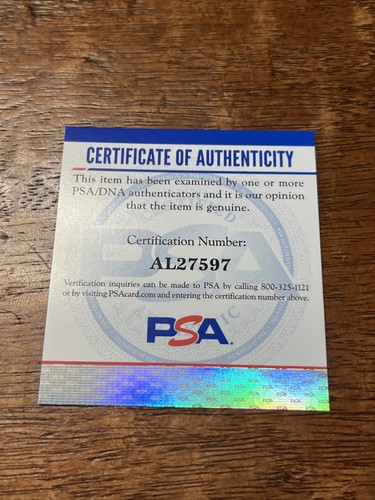 CERTIFICATE OF AUTHENTICITY
This item has been examined by one or more
PSA/DNA authenticators and it is our opinion
that the item is genuine.
Certification Number:
AL27597
Verification inquiries can be made to PSA by calling 800-325-1121
or by visiting PSAcard.com and entering the certification number above.
PSA